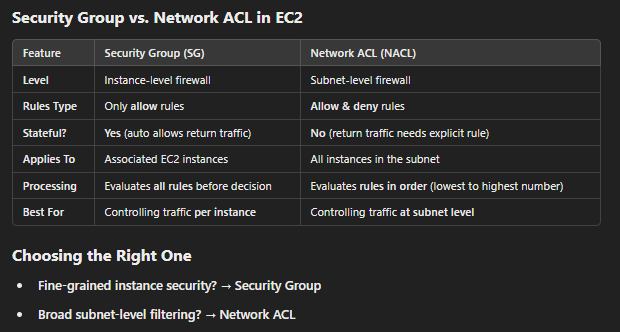 Security Group vs. Network ACL in EC2
Feature Security Group (SG) Network ACL (NACL)
Level Instance-level firewall Subnet-level firewall
Rules Type Only allow rules Allow & deny rules
Stateful? Yes (auto allows return traffic) No (return traffic needs explicit rule)
Applies To Associated EC2 instances All instances in the subnet
Processing Evaluates all rules before decision Evaluates rules in order (lowest to highest number)
Best For Controlling traffic per instance Controlling traffic at subnet level
Choosing the Right One
• Fine-grained instance security? → Security Group
• Broad subnet-level filtering? → Network ACL